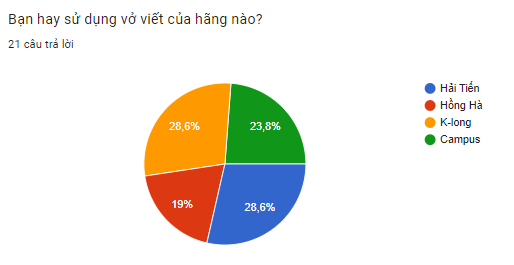 Bạn hay sử dụng vở viết của hãng nào?
21 câu trả lời
Hải Tiến
Hồng Hà
K-long
Campus
28,6%
23,8%
19%
28,6%